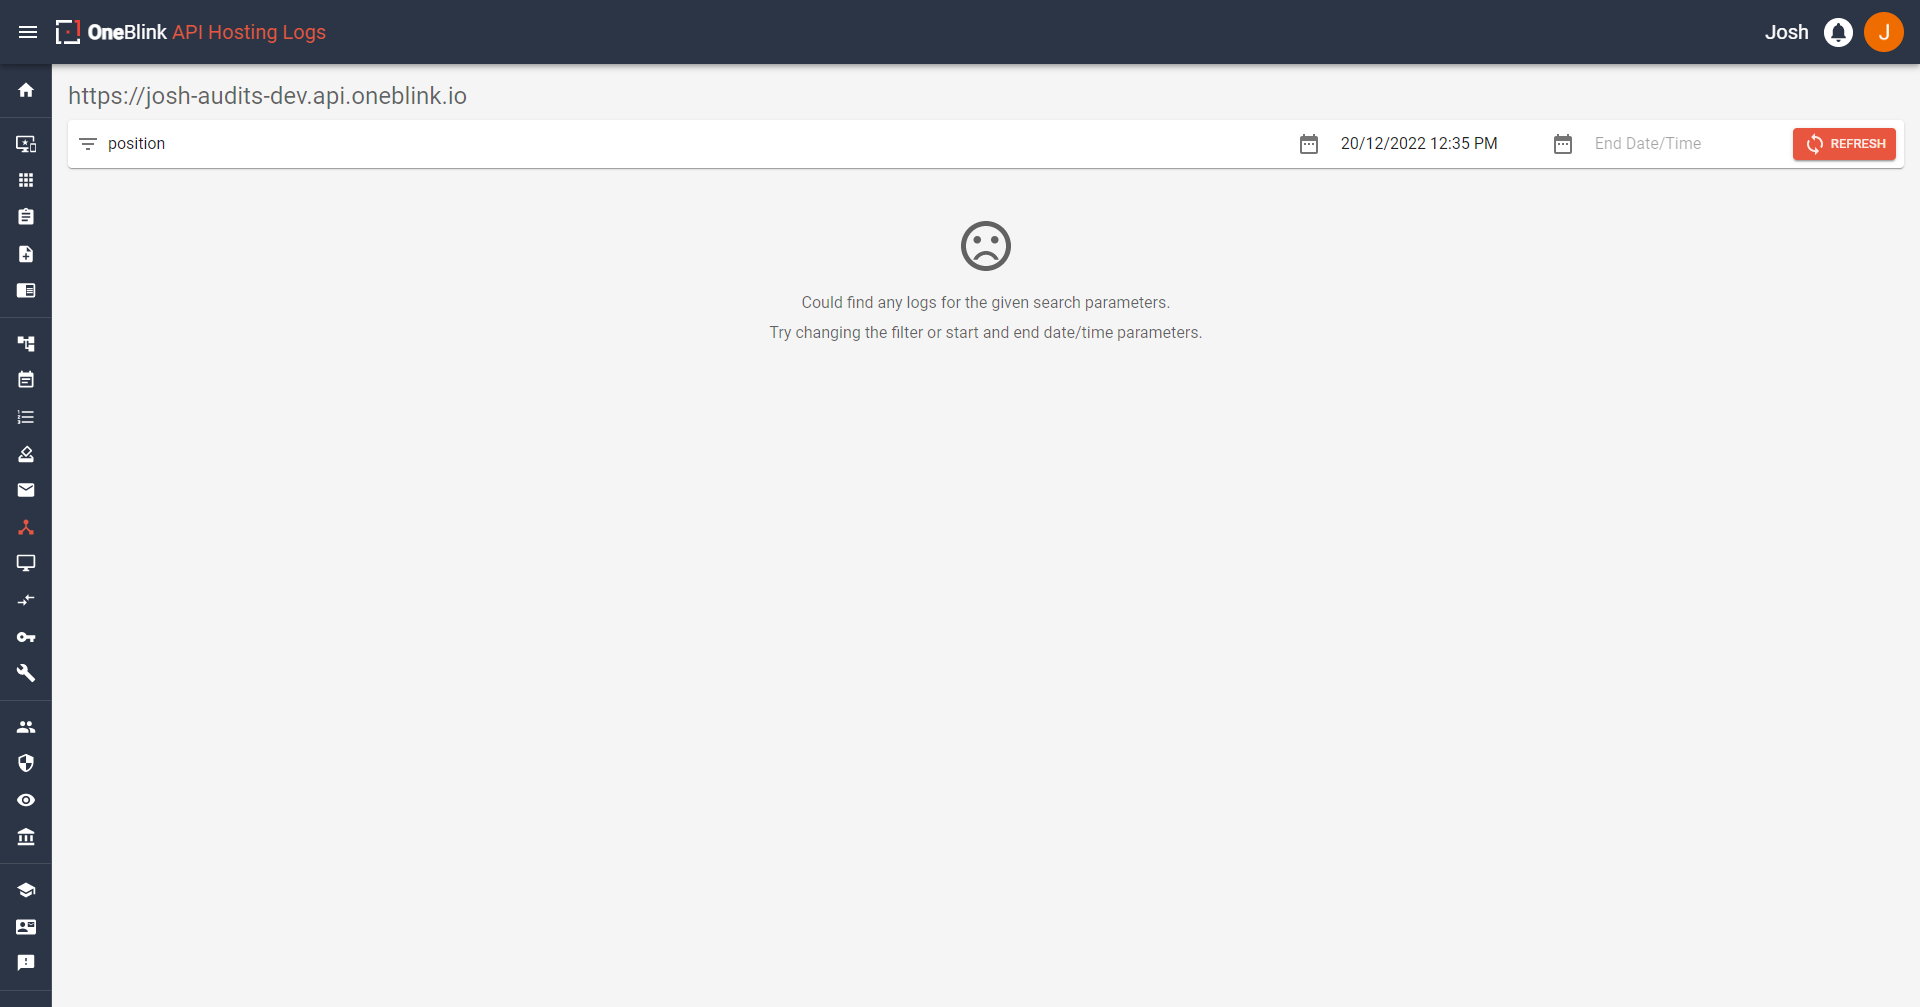 OneBlink API Hosting Logs
Josh
J
https://josh-audits-dev.api.oneblink.io
position
20/12/2022 12:35 PM
End Date/Time
REFRESH
Could find any logs for the given search parameters.
Try changing the filter or start and end date/time parameters.